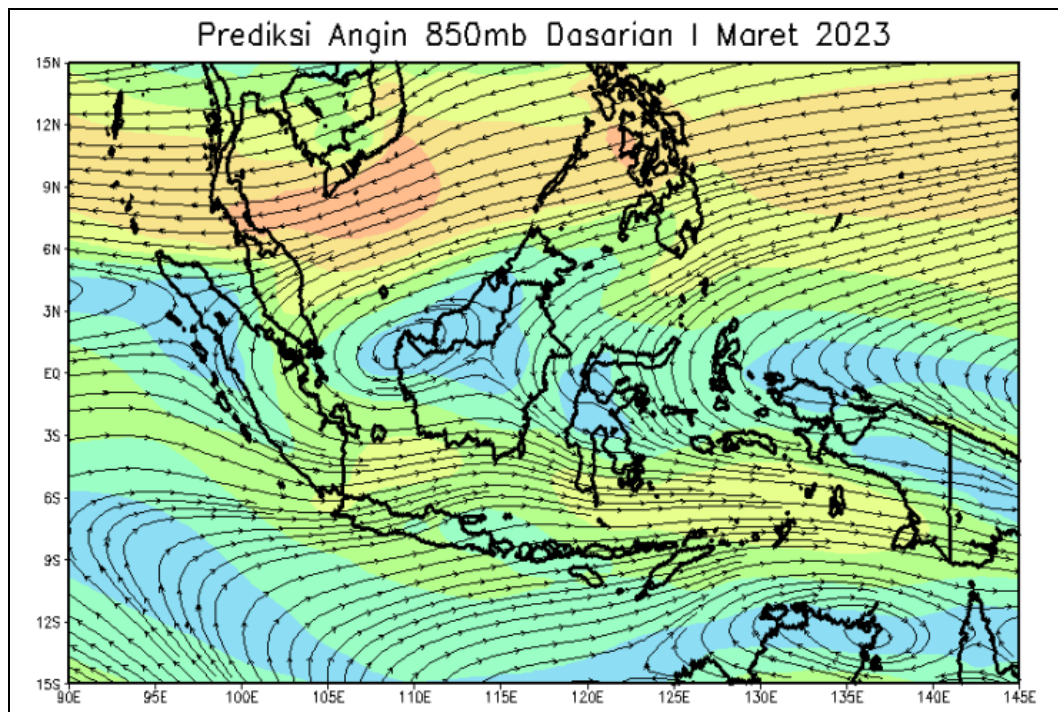 Prediksi Angin 850mb Dasarian I Maret 2023
15N
12N
9N
6N
3N
EQ
3S
6S
9S
12S
15S
90E 95E 100E 105E 110E 115E 120E 125E 130E 135E 140E 145E